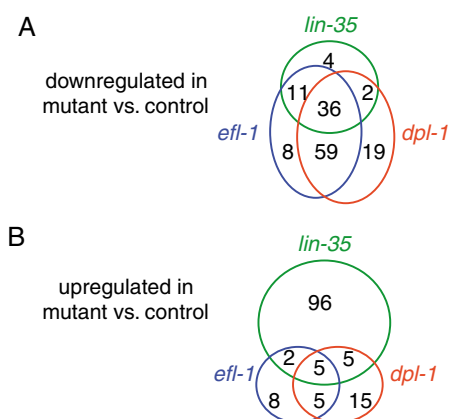 A
lin-35
downregulated in
mutant vs. control
4
11
2
36
efl-1
dpl-1
8
59
19
B
lin-35
upregulated in
mutant vs. control
96
2
5
5
efl-1
dpl-1
8
5
15